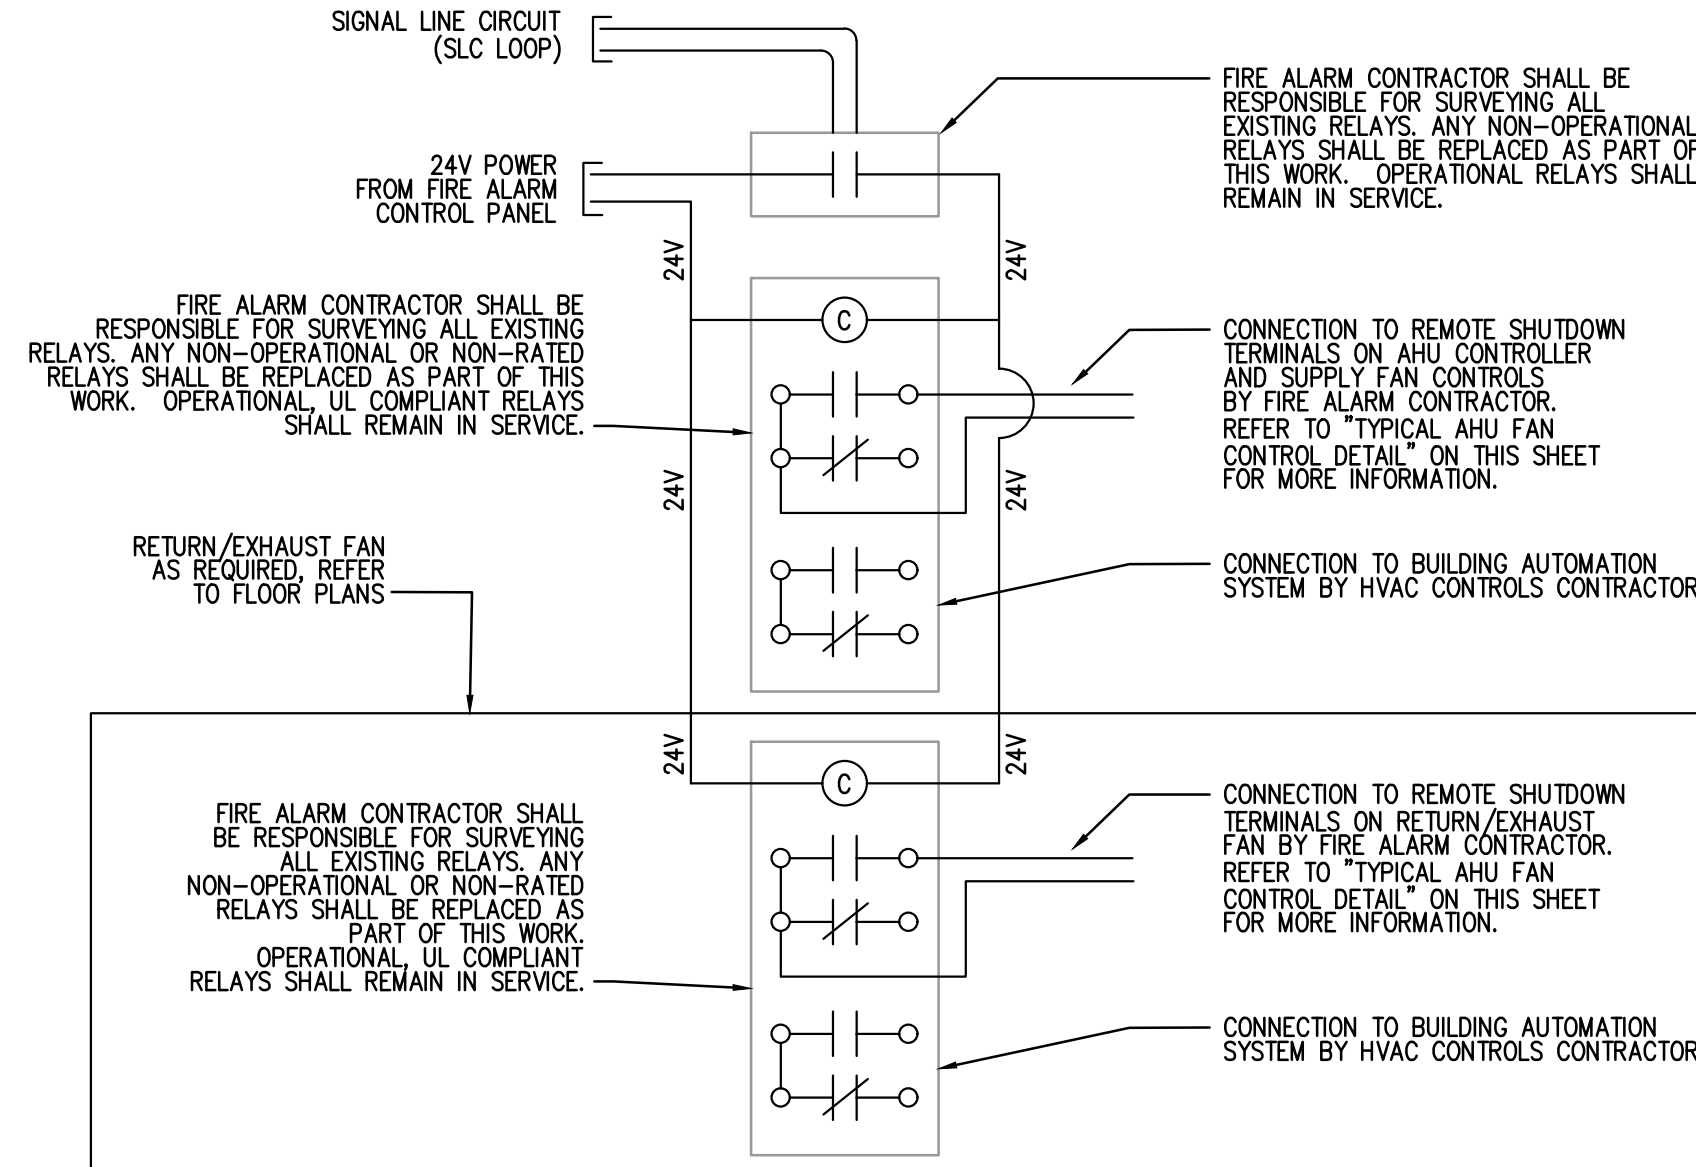 SIGNAL LINE CIRCUIT
(SLC LOOP)
FIRE ALARM CONTRACTOR SHALL BE
RESPONSIBLE FOR SURVEYING ALL
EXISTING RELAYS. ANY NON-OPERATIONAL
RELAYS SHALL BE REPLACED AS PART OF
THIS WORK. OPERATIONAL RELAYS SHALL
REMAIN IN SERVICE.
24V POWER
FROM FIRE ALARM
CONTROL PANEL
24V
24V
FIRE ALARM CONTRACTOR SHALL BE
RESPONSIBLE FOR SURVEYING ALL EXISTING
RELAYS. ANY NON-OPERATIONAL OR NON-RATED
RELAYS SHALL BE REPLACED AS PART OF THIS
WORK. OPERATIONAL, UL COMPLIANT RELAYS
SHALL REMAIN IN SERVICE.
C
CONNECTION TO REMOTE SHUTDOWN
TERMINALS ON AHU CONTROLLER
AND SUPPLY FAN CONTROLS
BY FIRE ALARM CONTRACTOR.
REFER TO "TYPICAL AHU FAN
CONTROL DETAIL" ON THIS SHEET
FOR MORE INFORMATION.
24V
24V
RETURN/EXHAUST FAN
AS REQUIRED, REFER
TO FLOOR PLANS
CONNECTION TO BUILDING AUTOMATION
SYSTEM BY HVAC CONTROLS CONTRACTOR
24V
24V
C
FIRE ALARM CONTRACTOR SHALL
BE RESPONSIBLE FOR SURVEYING
ALL EXISTING RELAYS. ANY
NON-OPERATIONAL OR NON-RATED
RELAYS SHALL BE REPLACED AS
PART OF THIS WORK.
OPERATIONAL, UL COMPLIANT
RELAYS SHALL REMAIN IN SERVICE.
CONNECTION TO REMOTE SHUTDOWN
TERMINALS ON RETURN/EXHAUST
FAN BY FIRE ALARM CONTRACTOR.
REFER TO "TYPICAL AHU FAN
CONTROL DETAIL" ON THIS SHEET
FOR MORE INFORMATION.
CONNECTION TO BUILDING AUTOMATION
SYSTEM BY HVAC CONTROLS CONTRACTOR